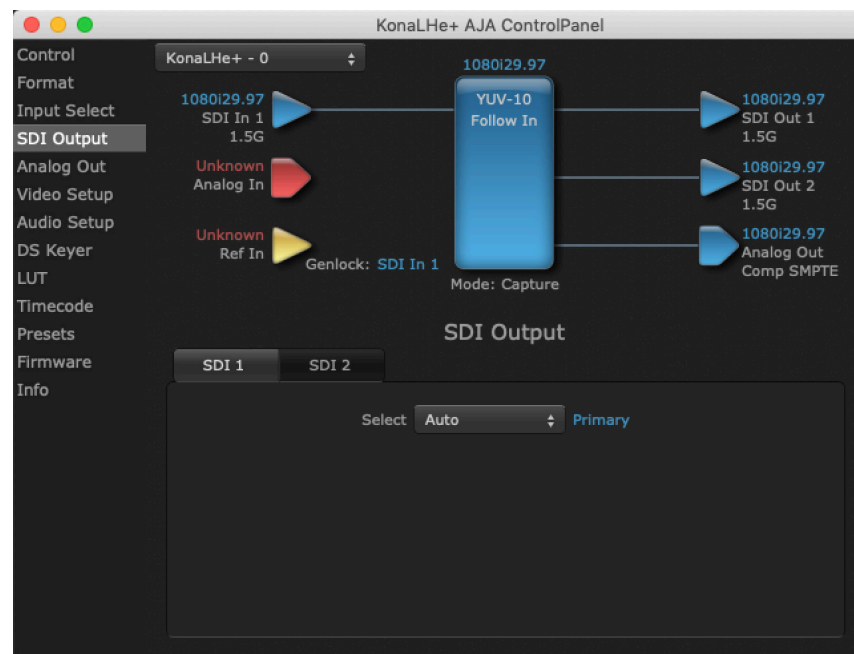 KonaLHe+ AJA ControlPanel
Control
Format
Input Select
SDI Output
Analog Out
Video Setup
Audio Setup
DS Keyer
LUT
Timecode
Presets
Firmware
Info
KonaLHe+ - 0
1080i29.97
1080i29.97
SDI In 1
1.5G
Unknown
Analog In
Unknown
Ref In
Genlock: SDI In 1
YUV-10
Follow In
Mode: Capture
1080i29.97
SDI Out 1
1.5G
1080i29.97
SDI Out 2
1.5G
1080i29.97
Analog Out
Comp SMPTE
SDI Output
SDI 1 SDI 2
Select Auto Primary